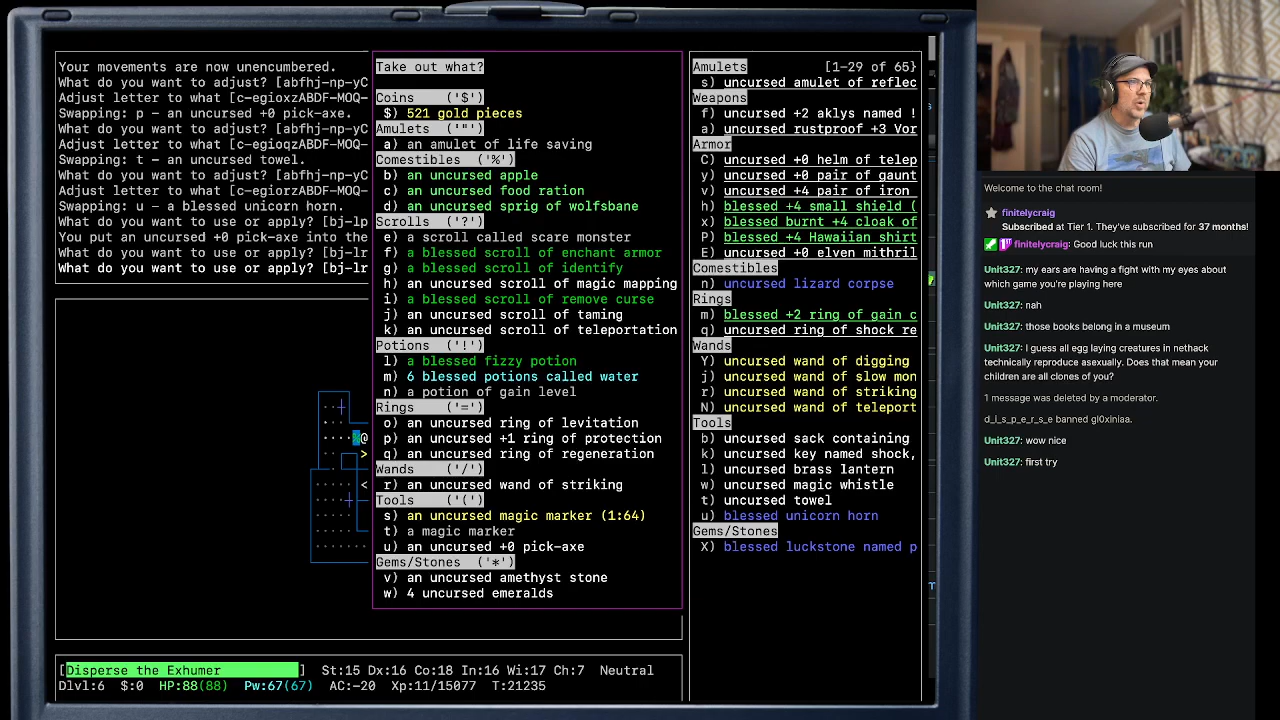 Your movements are now unencumbered.
What do you want to adjust? [abfhj-np-yC
Adjust letter to what [c-egioxzABDF-MOQ-
Swapping: p - an uncursed +0 pick-axe.
What do you want to adjust? [abfhj-np-yC
Adjust letter to what [c-egioqzABDF-MOQ-
Swapping: t - an uncursed towel.
What do you want to adjust? [abfhj-np-yC
Adjust letter to what [c-egiorzABDF-MOQ-
Swapping: u - a blessed unicorn horn.
What do you want to use or apply? [bj-lp
You put an uncursed +0 pick-axe into the
What do you want to use or apply? [bj-lr
What do you want to use or apply? [bj-lr
Take out what?
Coins ('$')
$) 521 gold pieces
Amulets ('"')
a) an amulet of life saving
Comestibles ('%')
b) an uncursed apple
c) an uncursed food ration
d) an uncursed sprig of wolfsbane
Scrolls ('?')
e) a scroll called scare monster
f) a blessed scroll of enchant armor
g) a blessed scroll of identify
h) an uncursed scroll of magic mapping
i) a blessed scroll of remove curse
j) an uncursed scroll of taming
k) an uncursed scroll of teleportation
Potions ('!')
l) a blessed fizzy potion
m) 6 blessed potions called water
n) a potion of gain level
Rings ('=')
o) an uncursed ring of levitation
p) an uncursed +1 ring of protection
q) an uncursed ring of regeneration
Wands ('/')
r) an uncursed wand of striking
Tools ('(')
s) an uncursed magic marker (1:64)
t) a magic marker
u) an uncursed +0 pick-axe
Gems/Stones ('*')
v) an uncursed amethyst stone
w) 4 uncursed emeralds
Amulets [1-29 of 65}
s) uncursed amulet of reflec
Weapons
f) uncursed +2 aklys named !
a) uncursed rustproof +3 Vor
Armor
C) uncursed +0 helm of telep
y) uncursed +0 pair of gaunt
v) uncursed +4 pair of iron
h) blessed +4 small shield (
x) blessed burnt +4 cloak of
P) blessed +4 Hawaiian shirt
E) uncursed +0 elven mithril
Comestibles
n) uncursed lizard corpse
Rings
m) blessed +2 ring of gain c
q) uncursed ring of shock re
Wands
Y) uncursed wand of digging
j) uncursed wand of slow mon
r) uncursed wand of striking
N) uncursed wand of teleport
Tools
b) uncursed sack containing
k) uncursed key named shock,
l) uncursed brass lantern
w) uncursed magic whistle
t) uncursed towel
u) blessed unicorn horn
Gems/Stones
X) blessed luckstone named p
[Disperse the Exhumer ] St:15 Dx:16 Co:18 In:16 Wi:17 Ch:7 Neutral
Dlvl:6 $:0 HP:88(88) Pw:67(67) AC:-20 Xp:11/15077 T:21235
Welcome to the chat room!
finitelycraig
Subscribed at Tier 1. They've subscribed for 37 months!
finitelycraig: Good luck this run
Unit327: my ears are having a fight with my eyes about
which game you're playing here
Unit327: nah
Unit327: those books belong in a museum
Unit327: I guess all egg laying creatures in nethack
technically reproduce asexually. Does that mean your
children are all clones of you?
1 message was deleted by a moderator.
Unit327: wow nice
Unit327: first try